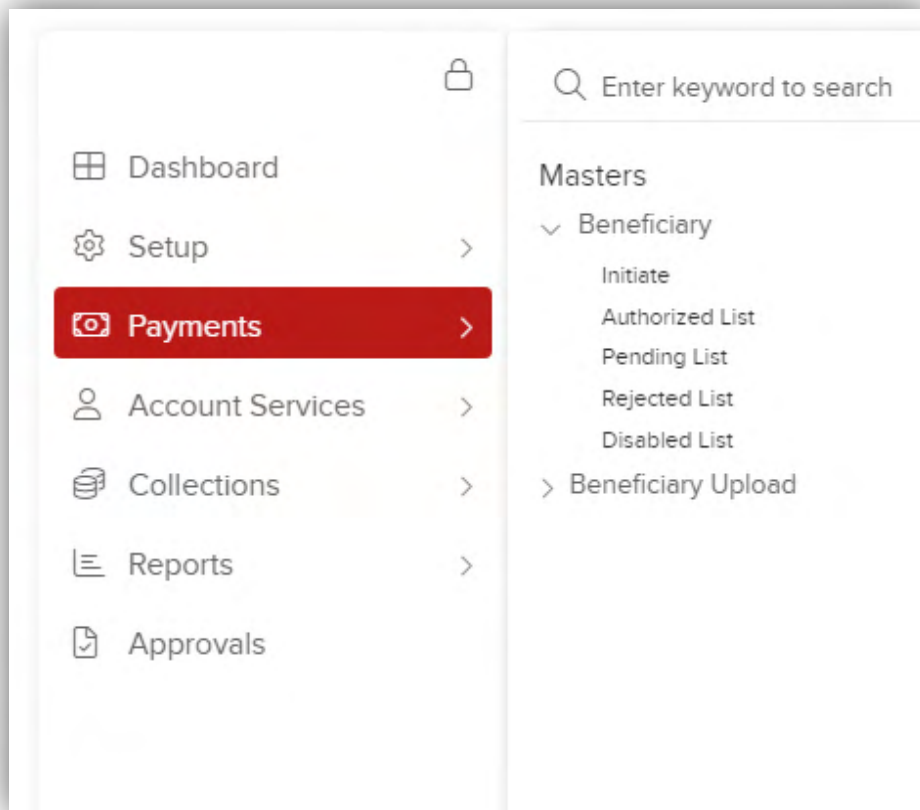 Dashboard
Setup
Payments
Account Services
Collections
Reports
Approvals
Enter keyword to search
Masters
Beneficiary
Initiate
Authorized List
Pending List
Rejected List
Disabled List
Beneficiary Upload